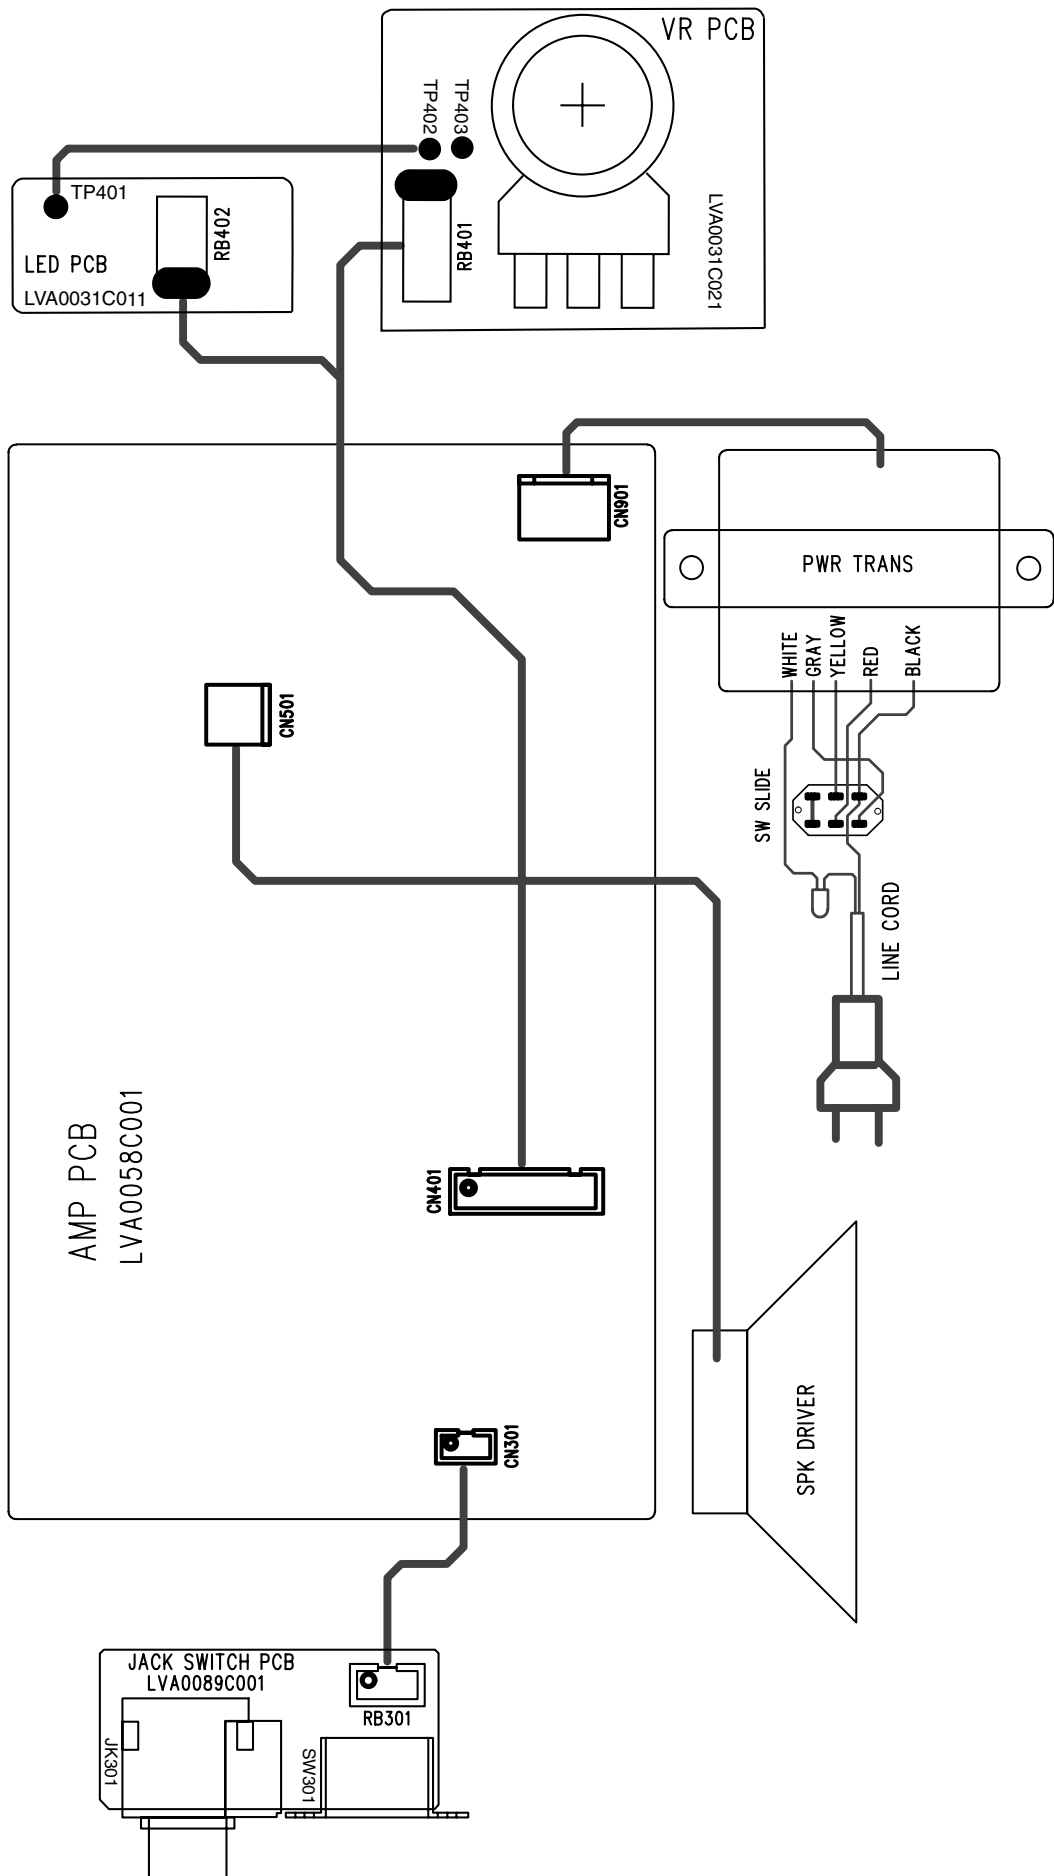 VR PCB
TP402
TP403
TP401
RB402
RB401
LVA0031C021
LED PCB
LVA0031C011
CN901
PWR TRANS
WHITE
GRAY
YELLOW
RED
BLACK
CN501
SW SLIDE
LINE CORD
AMP PCB
LVA0058C001
CN401
SPK DRIVER
CN301
JACK SWITCH PCB
LVA0089C001
RB301
JK301
SW301